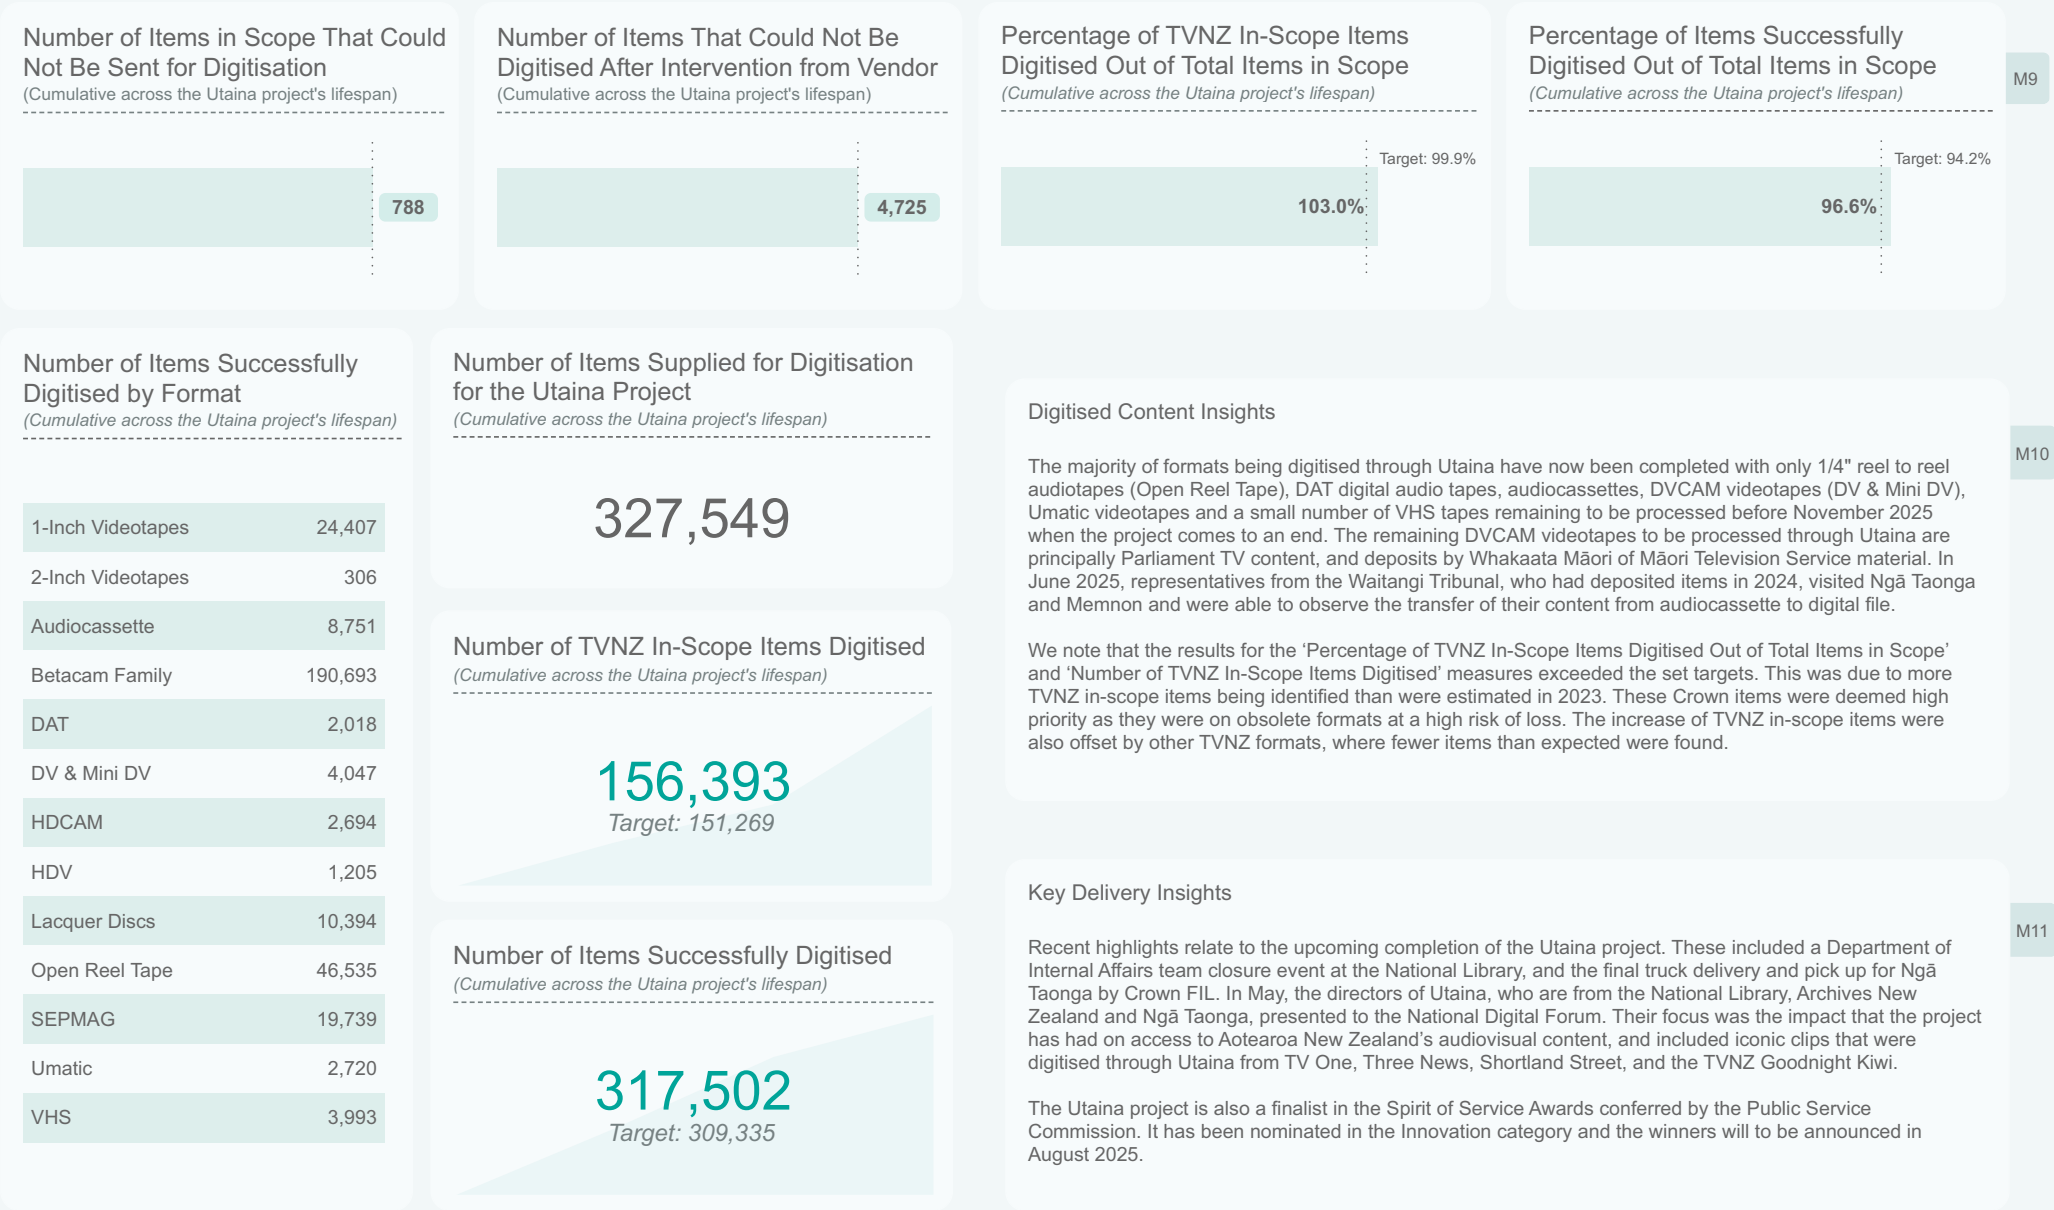 Number of Items in Scope That Could
Not Be Sent for Digitisation
(Cumulative across the Utaina project's lifespan)
788
Number of Items That Could Not Be
Digitised After Intervention from Vendor
(Cumulative across the Utaina project's lifespan)
4,725
Percentage of TVNZ In-Scope Items
Digitised Out of Total Items in Scope
(Cumulative across the Utaina project's lifespan)
Target: 99.9%
103.0%
Percentage of Items Successfully
Digitised Out of Total Items in Scope
(Cumulative across the Utaina project's lifespan)
Target: 94.2%
96.6%
M9
Number of Items Successfully
Digitised by Format
(Cumulative across the Utaina project's lifespan)
1-Inch Videotapes 24,407
2-Inch Videotapes 306
Audiocassette 8,751
Betacam Family 190,693
DAT 2,018
DV & Mini DV 4,047
HDCAM 2,694
HDV 1,205
Lacquer Discs 10,394
Open Reel Tape 46,535
SEPMAG 19,739
Umatic 2,720
VHS 3,993
Number of Items Supplied for Digitisation
for the Utaina Project
(Cumulative across the Utaina project's lifespan)
327,549
Number of TVNZ In-Scope Items Digitised
(Cumulative across the Utaina project's lifespan)
156,393
Target: 151,269
Number of Items Successfully Digitised
(Cumulative across the Utaina project's lifespan)
317,502
Target: 309,335
Digitised Content Insights
The majority of formats being digitised through Utaina have now been completed with only 1/4" reel to reel
audiotapes (Open Reel Tape), DAT digital audio tapes, audiocassettes, DVCAM videotapes (DV & Mini DV),
Umatic videotapes and a small number of VHS tapes remaining to be processed before November 2025
when the project comes to an end. The remaining DVCAM videotapes to be processed through Utaina are
principally Parliament TV content, and deposits by Whakaata Māori of Māori Television Service material. In
June 2025, representatives from the Waitangi Tribunal, who had deposited items in 2024, visited Ngā Taonga
and Memnon and were able to observe the transfer of their content from audiocassette to digital file.
We note that the results for the ‘Percentage of TVNZ In-Scope Items Digitised Out of Total Items in Scope’
and ‘Number of TVNZ In-Scope Items Digitised’ measures exceeded the set targets. This was due to more
TVNZ in-scope items being identified than were estimated in 2023. These Crown items were deemed high
priority as they were on obsolete formats at a high risk of loss. The increase of TVNZ in-scope items were
also offset by other TVNZ formats, where fewer items than expected were found.
M10
Key Delivery Insights
Recent highlights relate to the upcoming completion of the Utaina project. These included a Department of
Internal Affairs team closure event at the National Library, and the final truck delivery and pick up for Ngā
Taonga by Crown FIL. In May, the directors of Utaina, who are from the National Library, Archives New
Zealand and Ngā Taonga, presented to the National Digital Forum. Their focus was the impact that the project
has had on access to Aotearoa New Zealand’s audiovisual content, and included iconic clips that were
digitised through Utaina from TV One, Three News, Shortland Street, and the TVNZ Goodnight Kiwi.
The Utaina project is also a finalist in the Spirit of Service Awards conferred by the Public Service
Commission. It has been nominated in the Innovation category and the winners will to be announced in
August 2025.
M11